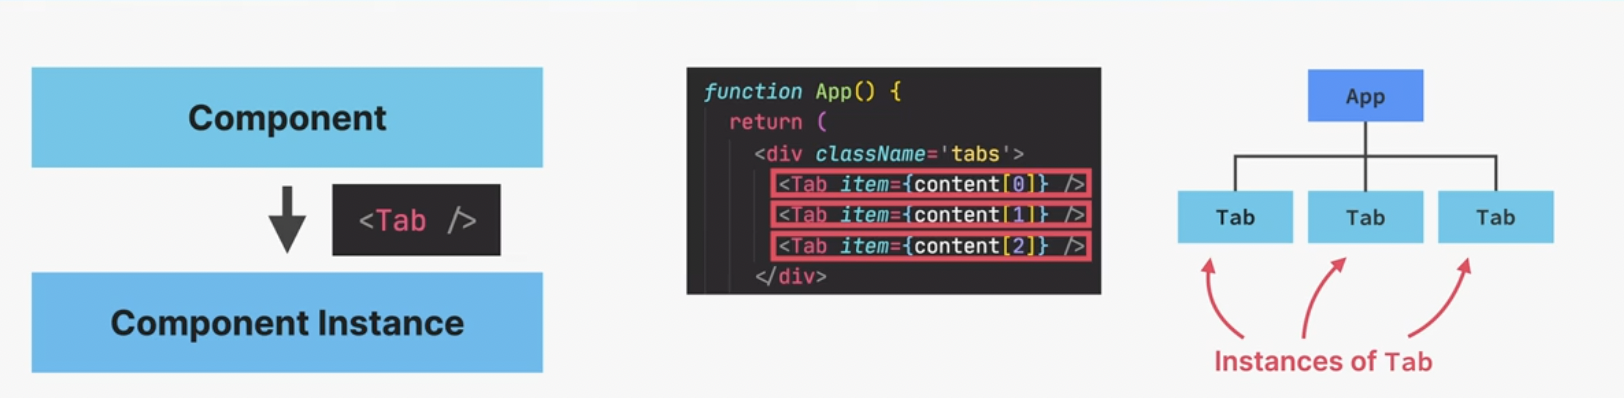 Component
<Tab />
Component Instance
function App() {
return (
<div className='tabs'>
<Tab item={content[0]} />
<Tab item={content[1]} />
<Tab item={content[2]} />
</div>
App
Tab Tab Tab
Instances of Tab